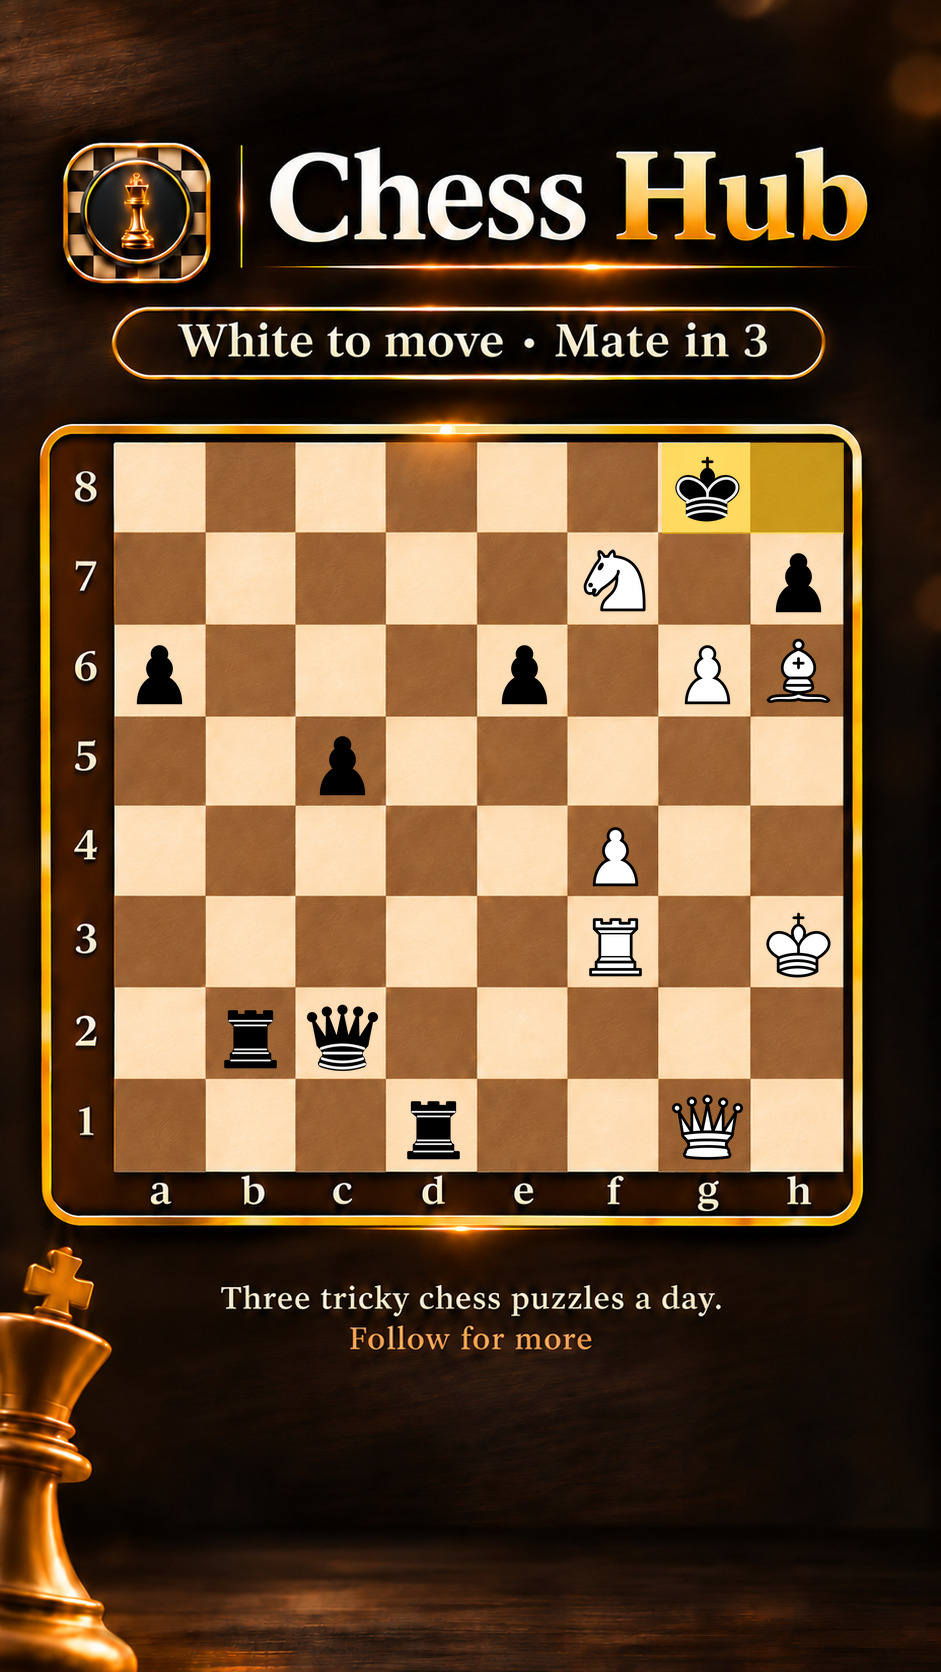 Chess Hub
White to move • Mate in 3
8
7
6
5
4
3
2
1
a b c d e f g h
Three tricky chess puzzles a day.
Follow for more